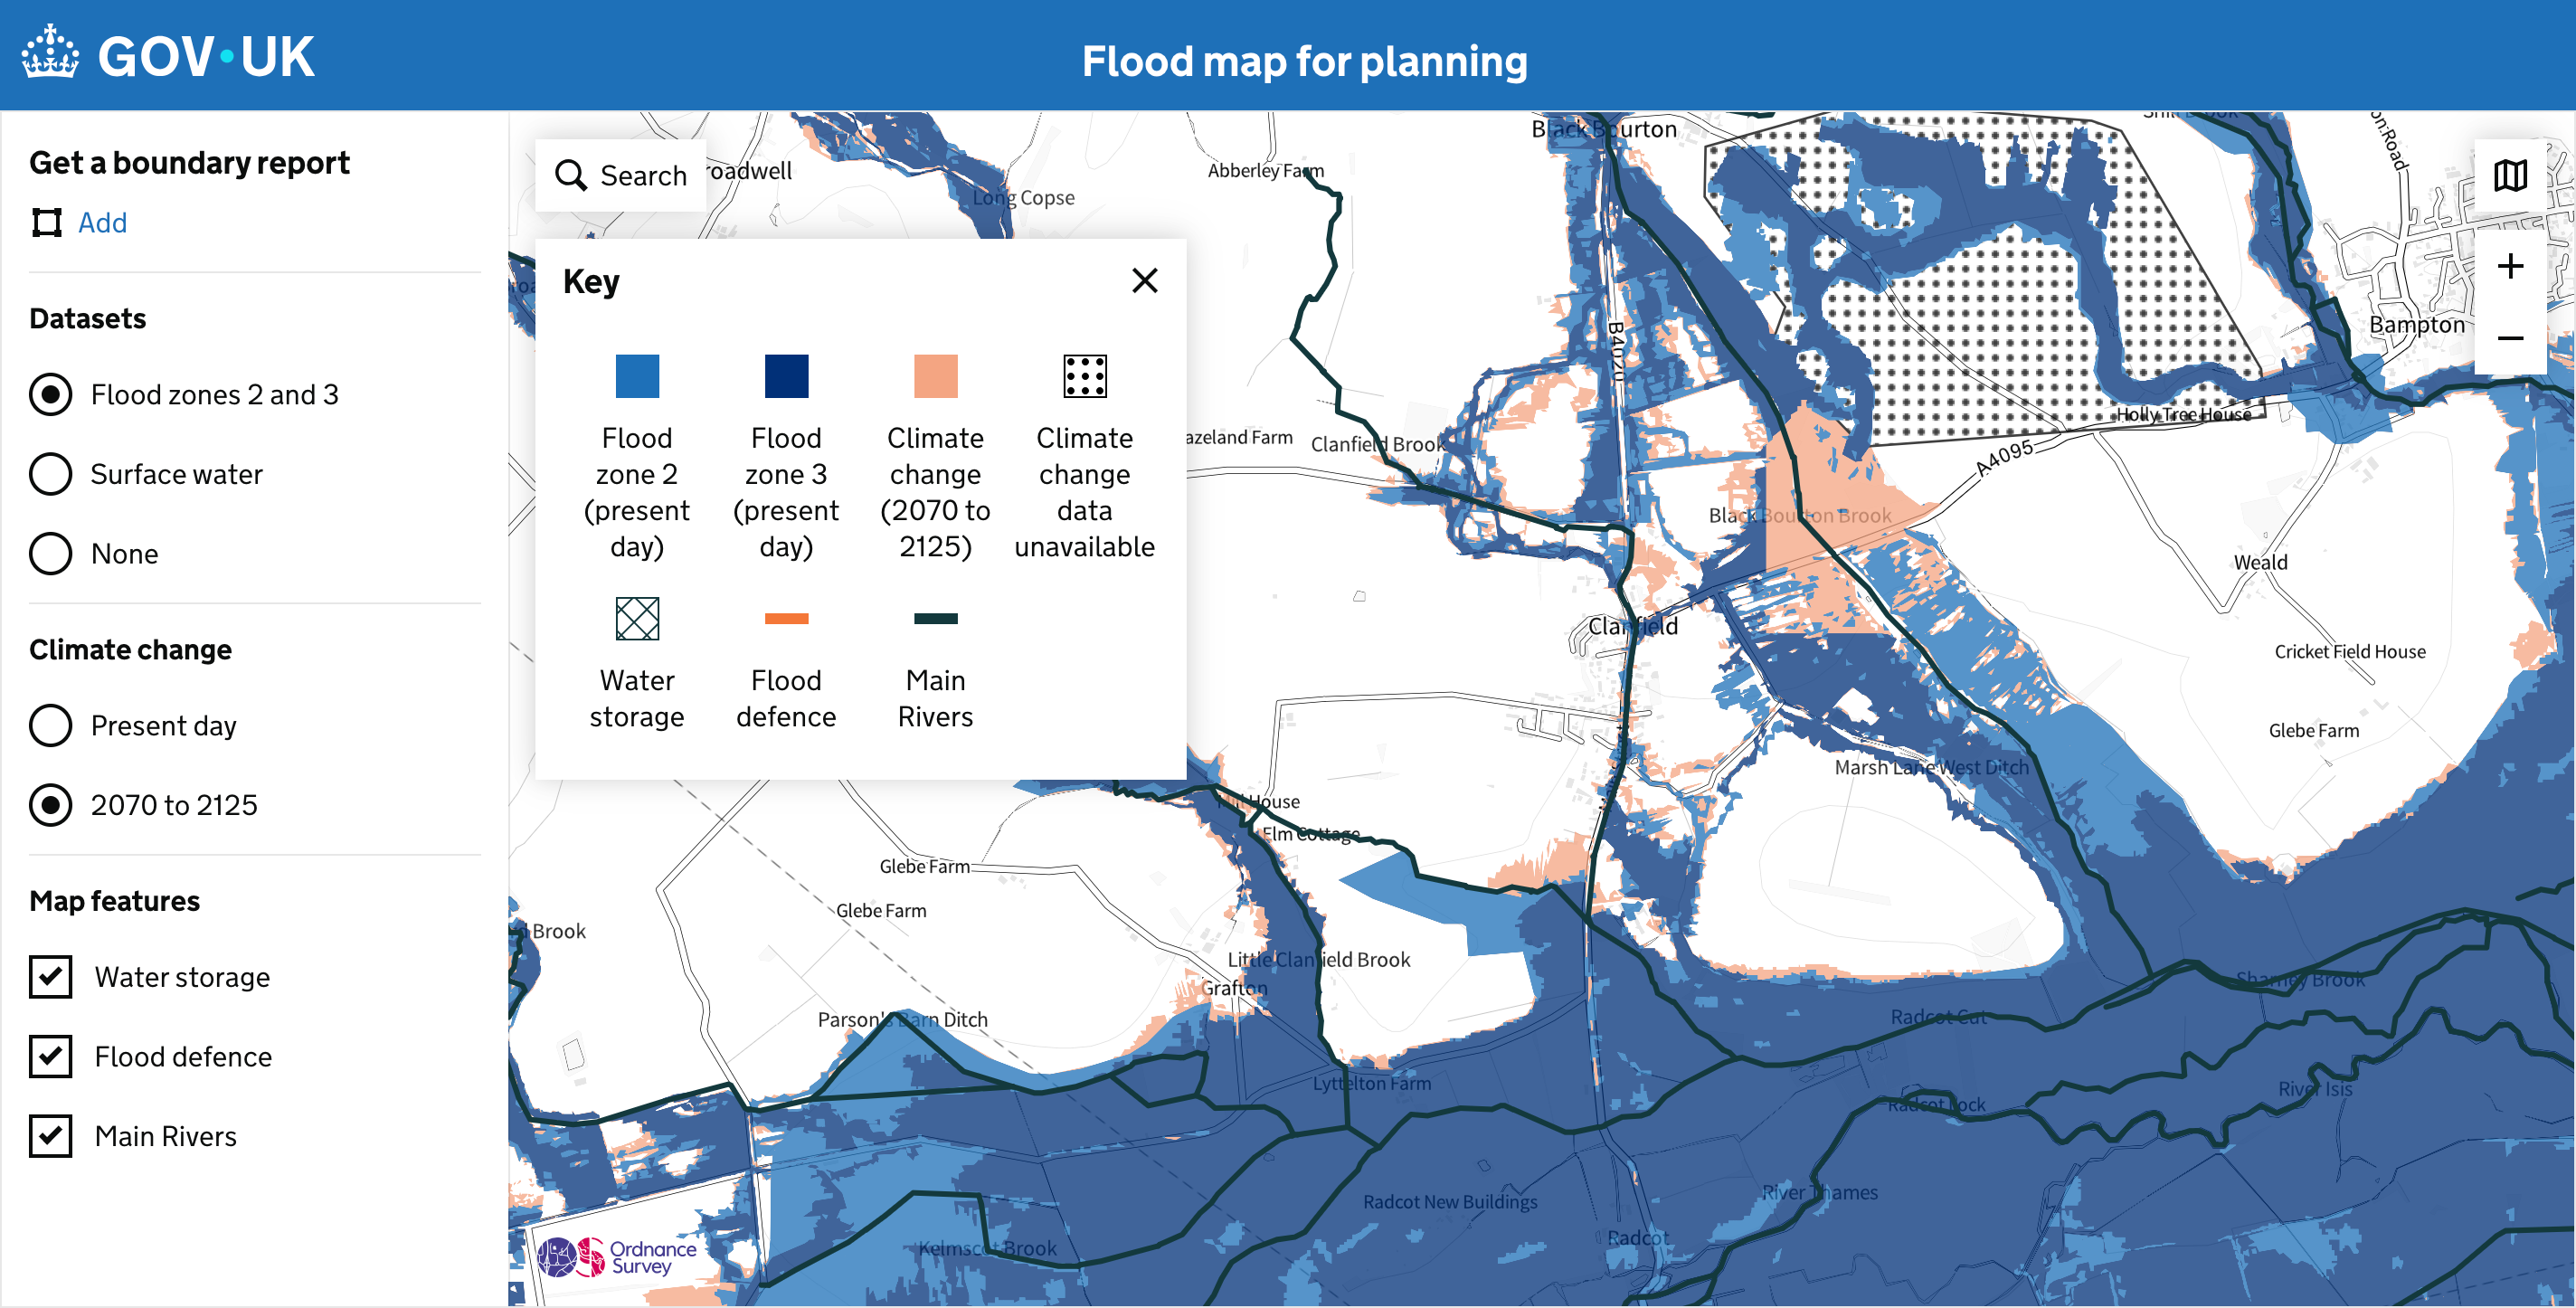 GOV·UK
Flood map for planning
Get a boundary report
Add
Datasets
Flood zones 2 and 3
Surface water
None
Climate change
Present day
2070 to 2125
Map features
Water storage
Flood defence
Main Rivers
Search
Key
Flood zone 2 (present day)
Flood zone 3 (present day)
Climate change (2070 to 2125)
Climate change data unavailable
Water storage
Flood defence
Main Rivers
roadwell
Long Copse
Abberley Farm
Black Bourton
B4020
Bampton
Holly Tree House
A4095
azeland Farm
Clanfield Brook
Black Bourton Brook
Weald
Clanfield
Cricket Field House
Glebe Farm
Marsh Lane West Ditch
Mill House
Elm Cottage
Glebe Farm
Glebe Farm
Brook
Little Clanfield Brook
Grafton
Parson's Barn Ditch
Sharney Brook
Radcot Cut
Lyttelton Farm
River Isis
Radcot Lock
River Thames
Radcot New Buildings
Radcot
Kelmscot Brook
Ordnance
Survey